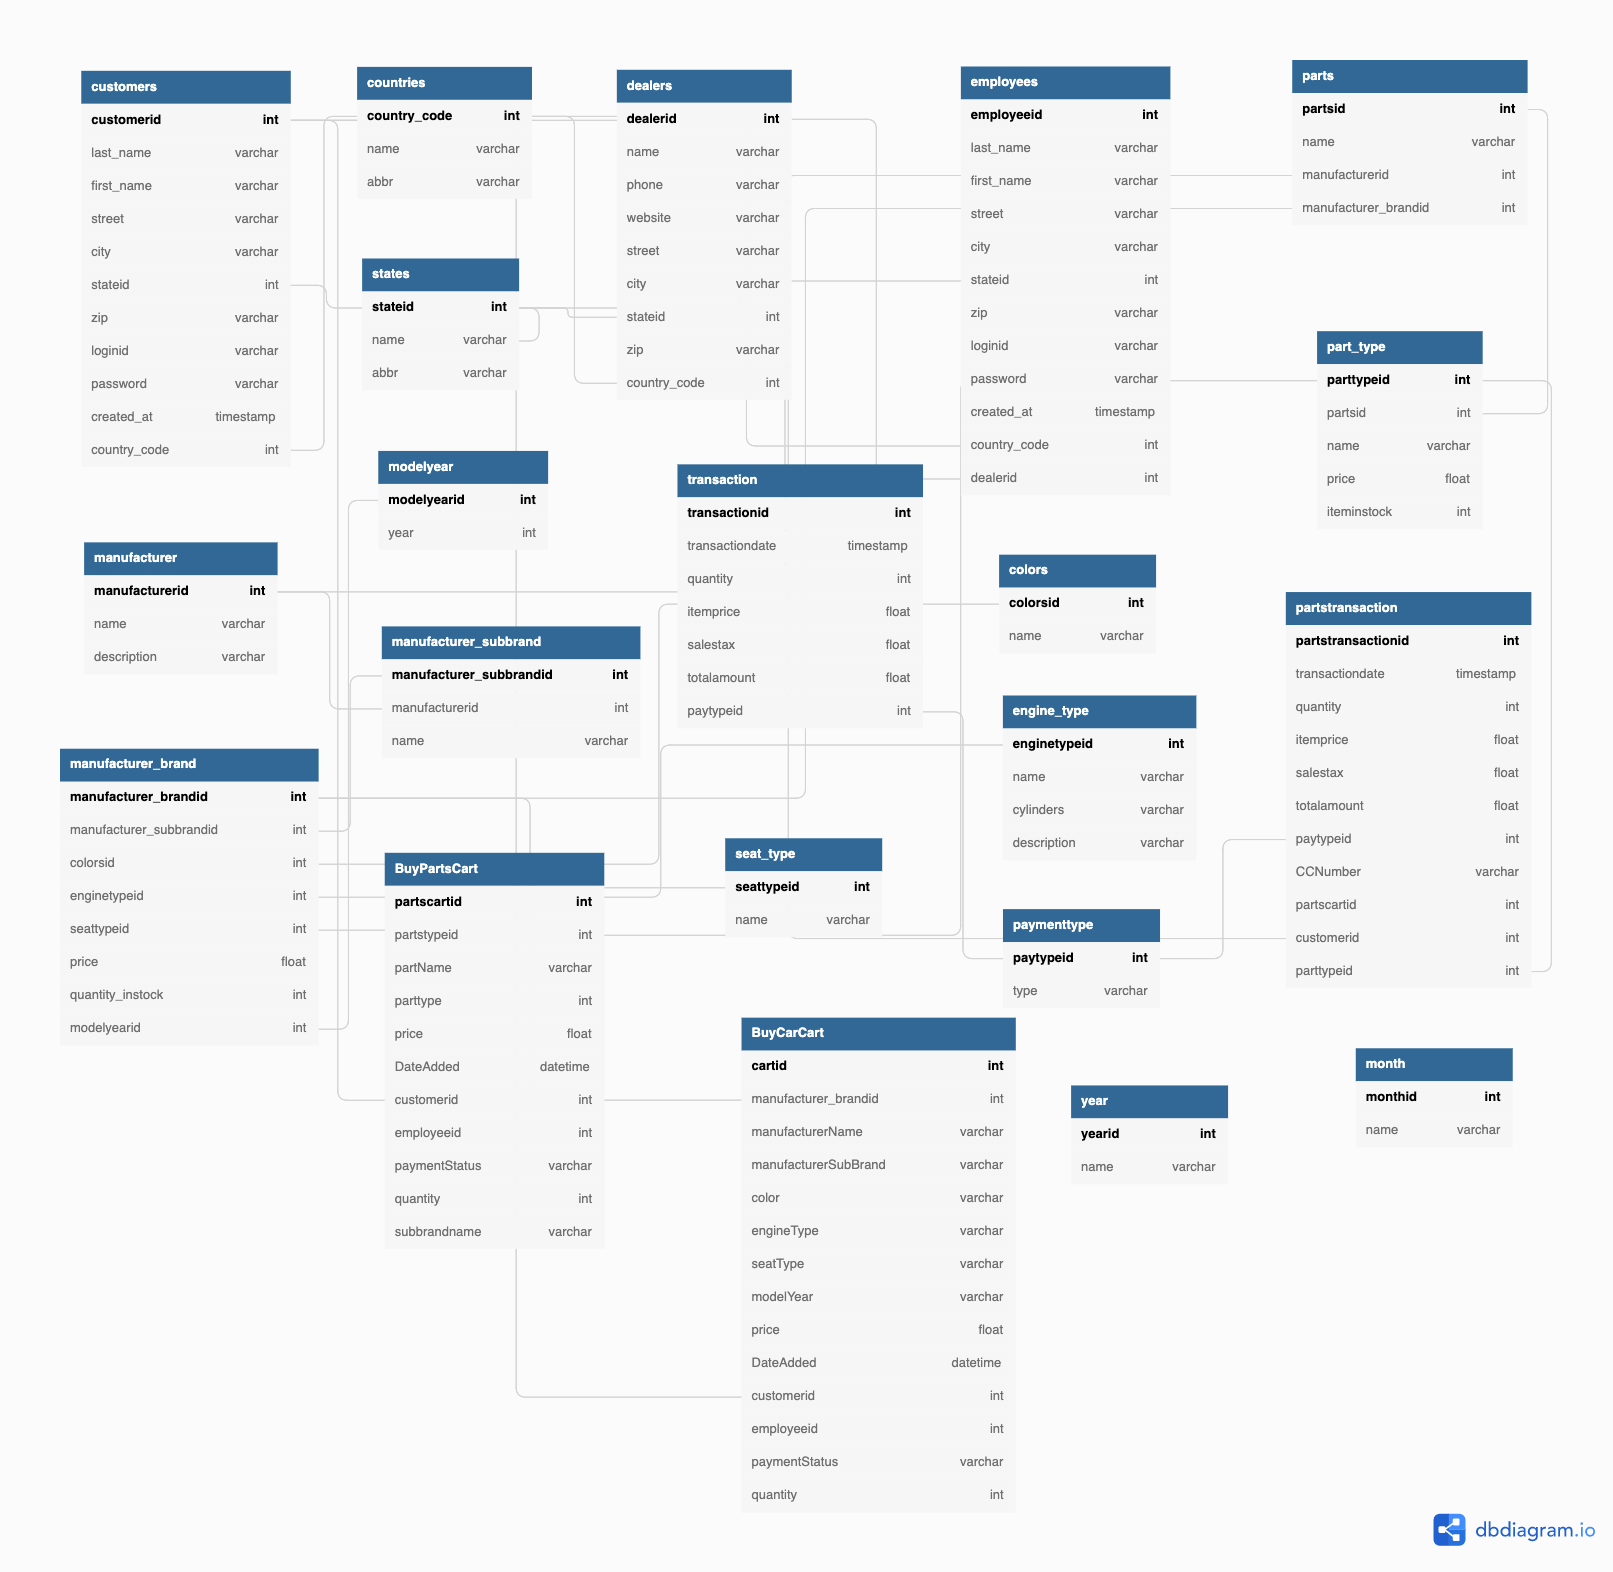 customers
customerid int
last_name varchar
first_name varchar
street varchar
city varchar
stateid int
zip varchar
loginid varchar
password varchar
created_at timestamp
country_code int
countries
country_code int
name varchar
abbr varchar
states
stateid int
name varchar
abbr varchar
dealers
dealerid int
name varchar
phone varchar
website varchar
street varchar
city varchar
stateid int
zip varchar
country_code int
employees
employeeid int
last_name varchar
first_name varchar
street varchar
city varchar
stateid int
zip varchar
loginid varchar
password varchar
created_at timestamp
country_code int
dealerid int
parts
partsid int
name varchar
manufacturerid int
manufacturer_brandid int
part_type
parttypeid int
partsid int
name varchar
price float
iteminstock int
modelyear
modelyearid int
year int
transaction
transactionid int
transactiondate timestamp
quantity int
itemprice float
salestax float
totalamount float
paytypeid int
manufacturer
manufacturerid int
name varchar
description varchar
colors
colorsid int
name varchar
partstransaction
partstransactionid int
transactiondate timestamp
quantity int
itemprice float
salestax float
totalamount float
paytypeid int
CCNumber varchar
partscartid int
customerid int
parttypeid int
manufacturer_subbrand
manufacturer_subbrandid int
manufacturerid int
name varchar
engine_type
enginetypeid int
name varchar
cylinders varchar
description varchar
manufacturer_brand
manufacturer_brandid int
manufacturer_subbrandid int
colorsid int
enginetypeid int
seattypeid int
price float
quantity_instock int
modelyearid int
BuyPartsCart
partscartid int
partstypeid int
partName varchar
parttype int
price float
DateAdded datetime
customerid int
employeeid int
paymentStatus varchar
quantity int
subbrandname varchar
seat_type
seattypeid int
name varchar
paymenttype
paytypeid int
type varchar
BuyCarCart
cartid int
manufacturer_brandid int
manufacturerName varchar
manufacturerSubBrand varchar
color varchar
engineType varchar
seatType varchar
modelYear varchar
price float
DateAdded datetime
customerid int
employeeid int
paymentStatus varchar
quantity int
year
yearid int
name varchar
month
monthid int
name varchar
dbdiagram.io